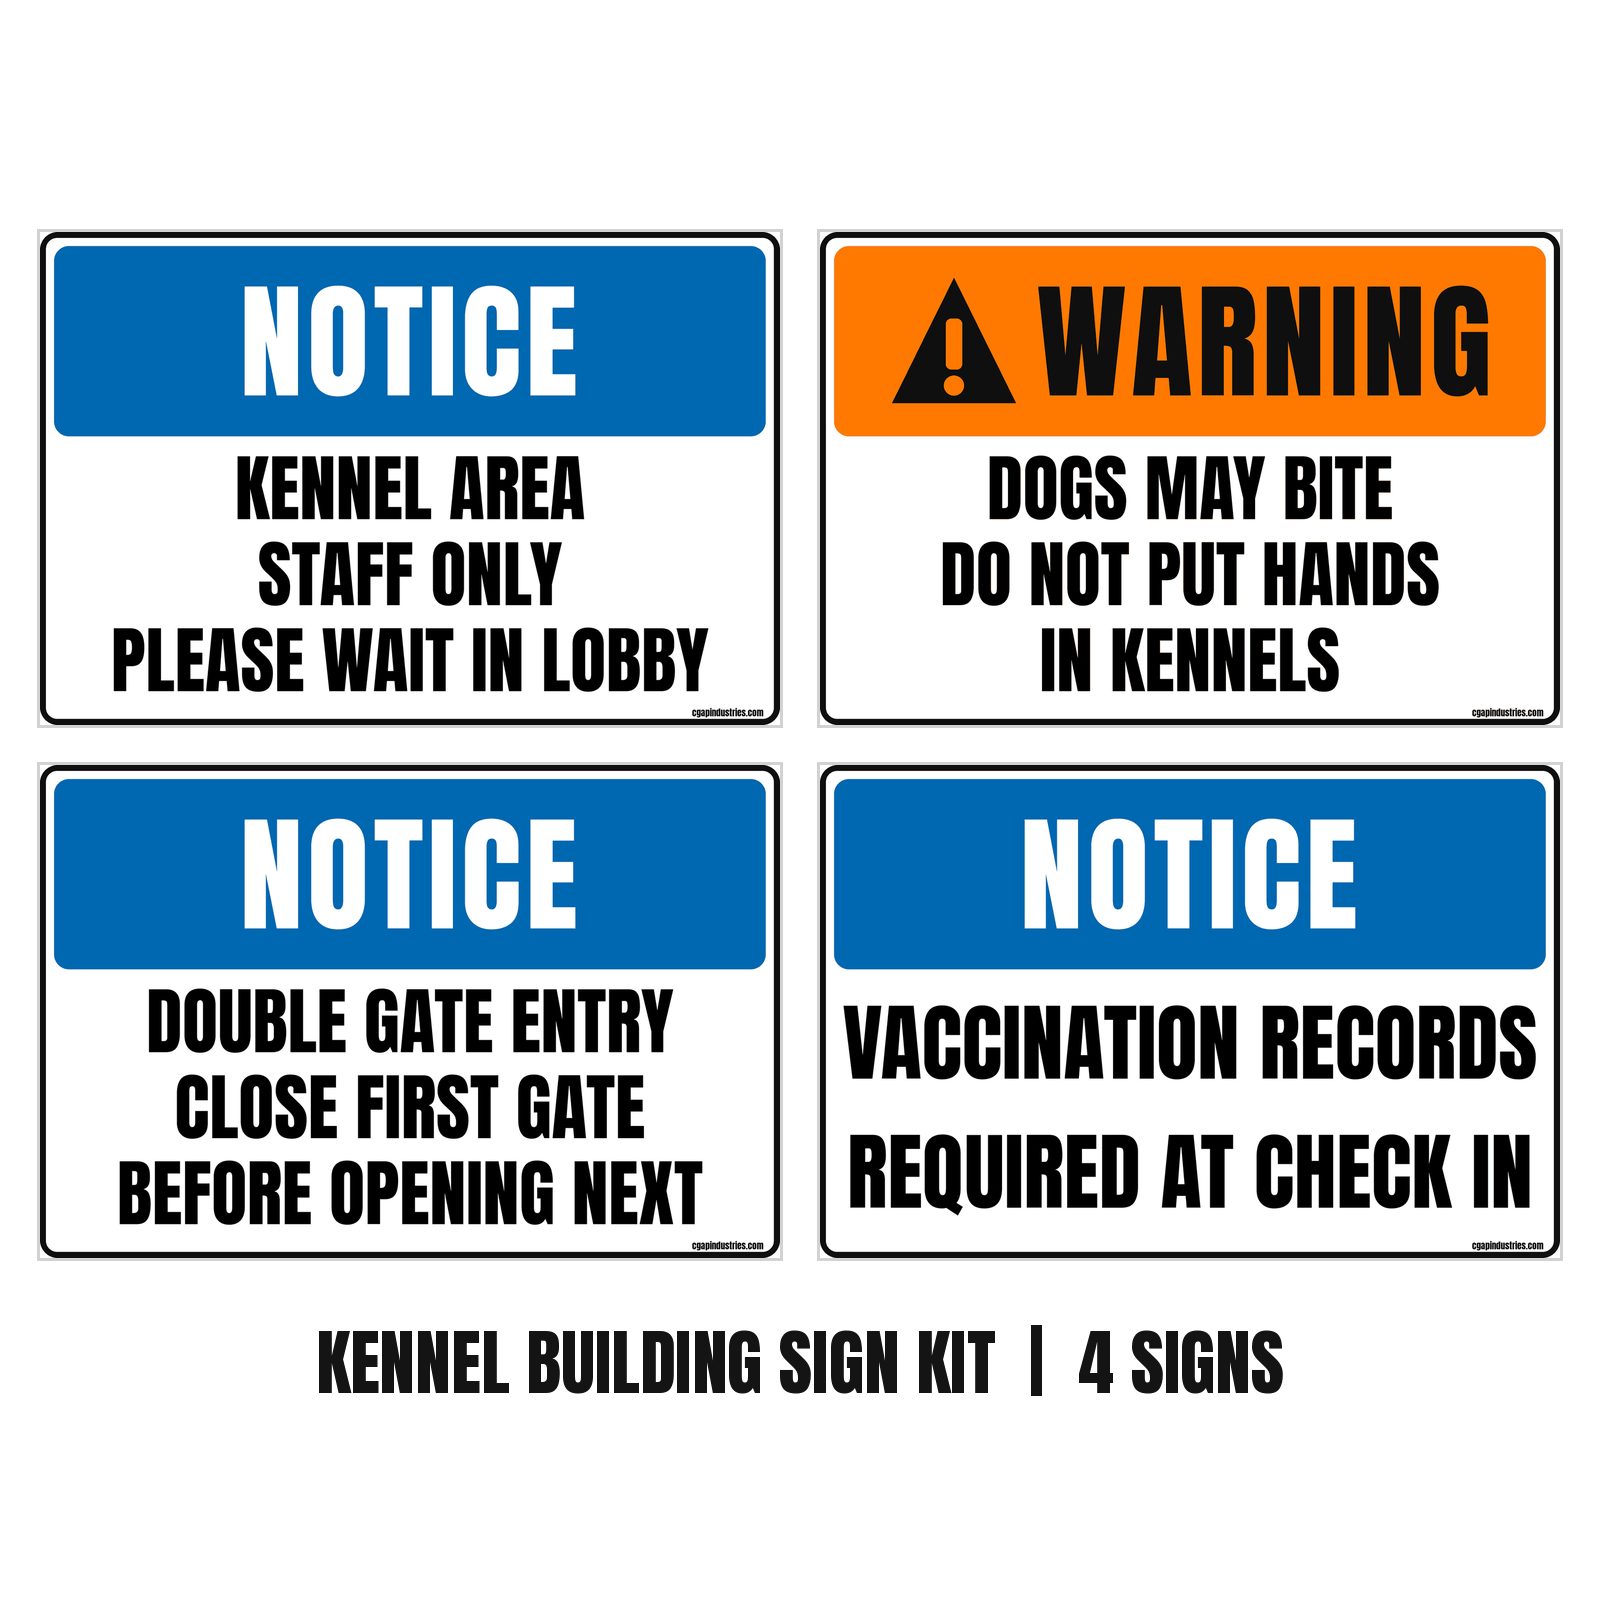 NOTICE
KENNEL AREA
STAFF ONLY
PLEASE WAIT IN LOBBY
cgapindustries.com
WARNING
DOGS MAY BITE
DO NOT PUT HANDS
IN KENNELS
cgapindustries.com
NOTICE
DOUBLE GATE ENTRY
CLOSE FIRST GATE
BEFORE OPENING NEXT
cgapindustries.com
NOTICE
VACCINATION RECORDS
REQUIRED AT CHECK IN
cgapindustries.com
KENNEL BUILDING SIGN KIT | 4 SIGNS